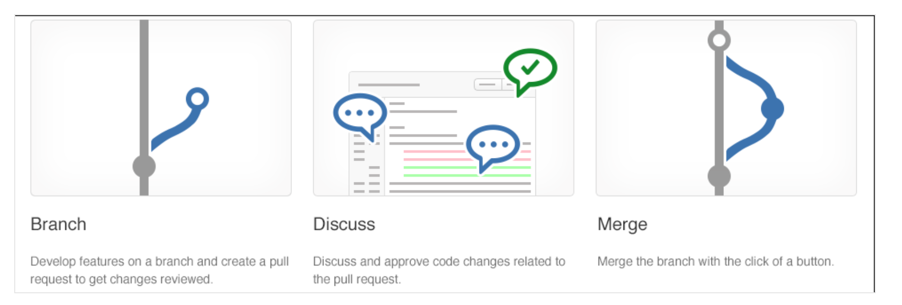 Branch
Develop features on a branch and create a pull
request to get changes reviewed.
Discuss
Discuss and approve code changes related to
the pull request.
Merge
Merge the branch with the click of a button.